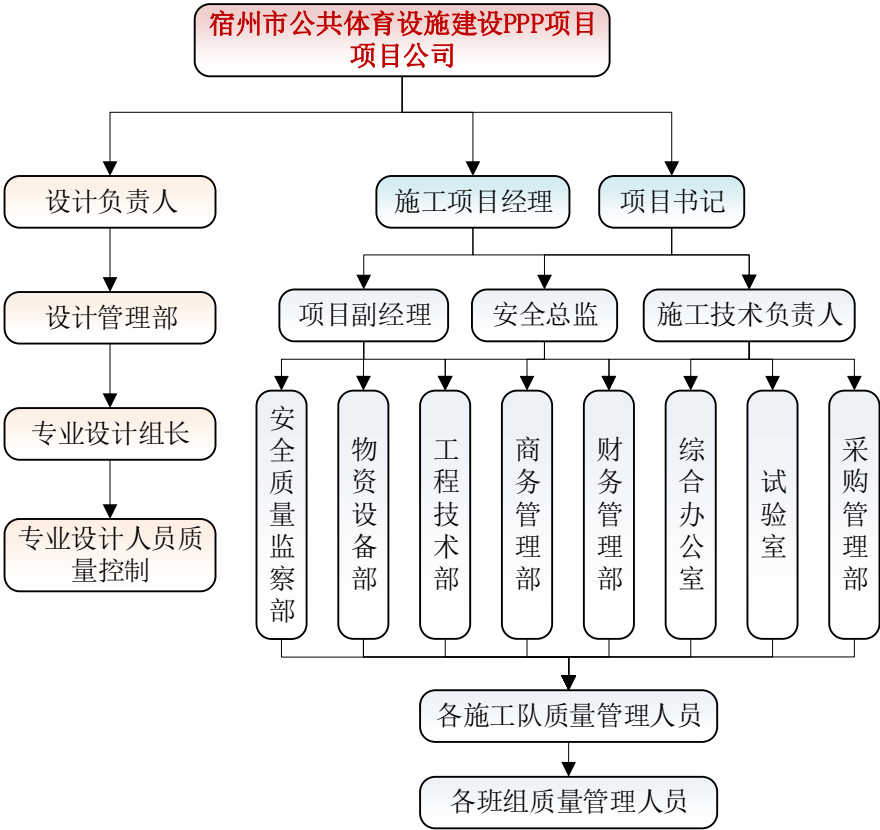 宿州市公共体育设施建设PPP项目
项目公司
设计负责人
施工项目经理
项目书记
设计管理部
项目副经理
安全总监
施工技术负责人
专业设计组长
专业设计人员质
量控制
安全质量监察部
物资设备部
工程技术部
商务管理部
财务管理部
综合办公室
试验室
采购管理部
各施工队质量管理人员
各班组质量管理人员